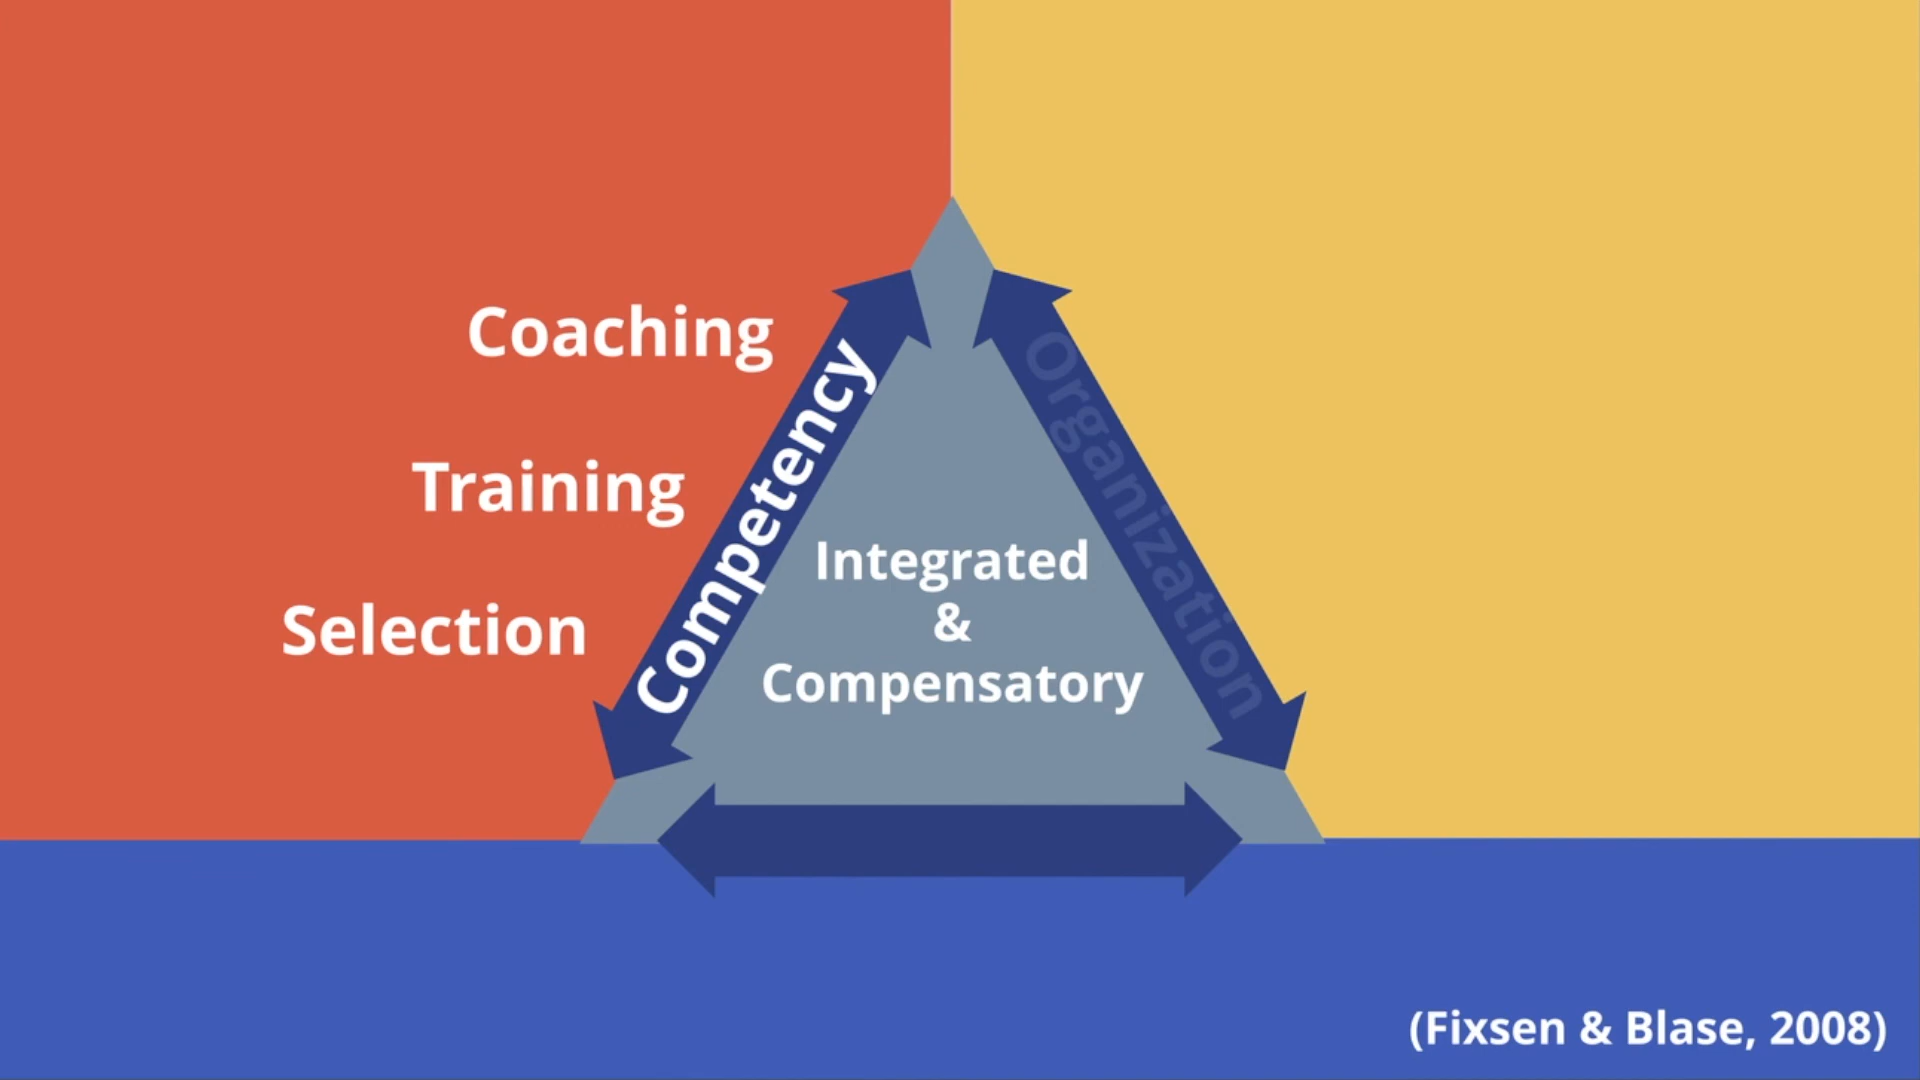 Coaching
Training
Selection
Competency
Organization
Integrated
&
Compensatory
(Fixsen & Blase, 2008)